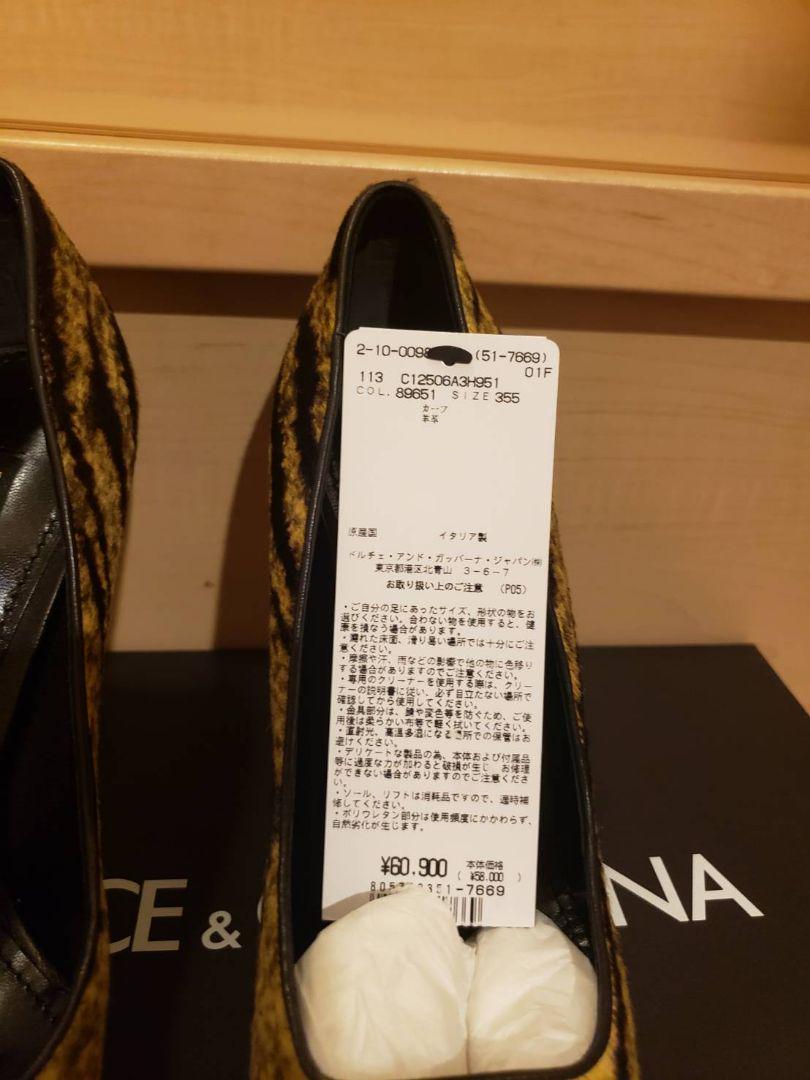 2-10-009 (51-7669)
01F
113 C12506A3H951
COL. 89651 SIZE 355
カーフ
羊革
原産国 イタリア製
ドルチェ・アンド・ガッバーナ・ジャパン㈱
東京都港区北青山 3-6-7
お取り扱い上のご注意 (P05)
・ご自分の足にあったサイズ、形状の物をお
選びください。合わない物を使用すると、健
康を損なう場合があります。
・濡れた床面、滑り易い場所では十分にご注
意ください。
・摩擦や汗、雨などの影響で他の物に色移り
する場合がありますのでご注意ください。
・専用のクリーナーを使用する際は、クリー
ナーの説明書に従い、必ず目立たない場所で
確認してから使用してください。
・金具部分は、錆や変色等を防ぐため、ご使
用後は柔らかい布等で軽く拭いてください。
・直射光、高温多湿になる場所での保管はお
避けください。
・デリケートな製品の為、本体および付属品
等に過度な力が加わると破損が生じ お修理
ができない場合がありますのでご注意くださ
い。
・ソール、リフトは消耗品ですので、適時補
修してください。
・ポリウレタン部分は使用頻度にかかわらず、
自然劣化が生じます。
¥60,900 本体価格
( ¥58,000 )
51-7669
CE & NA